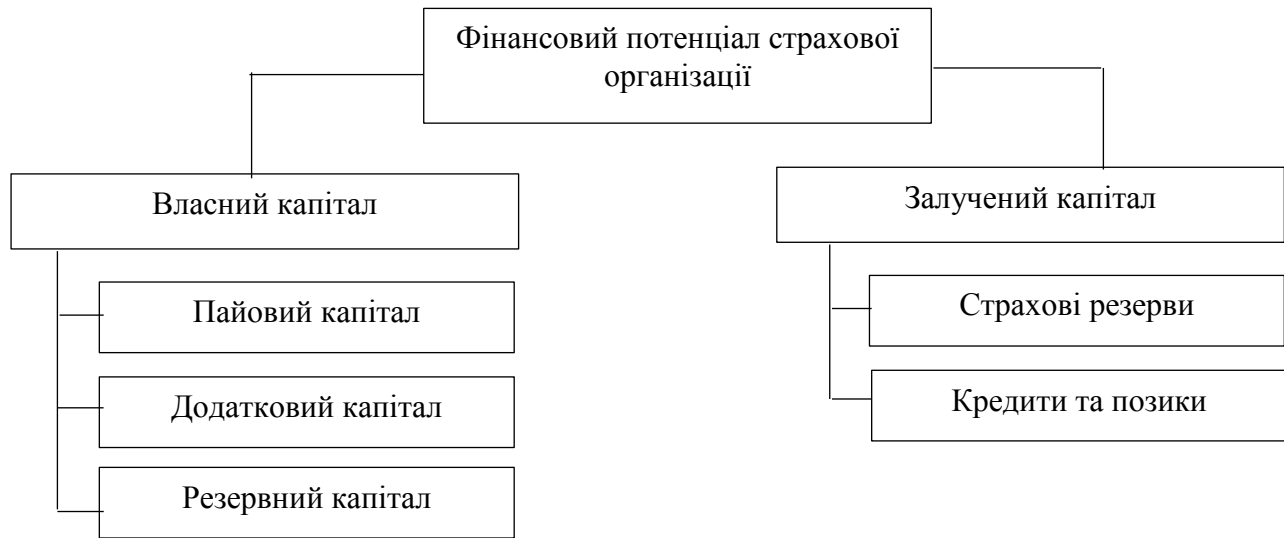 Фінансовий потенціал страхової
організації
Власний капітал
Залучений капітал
Пайовий капітал
Страхові резерви
Додатковий капітал
Кредити та позики
Резервний капітал